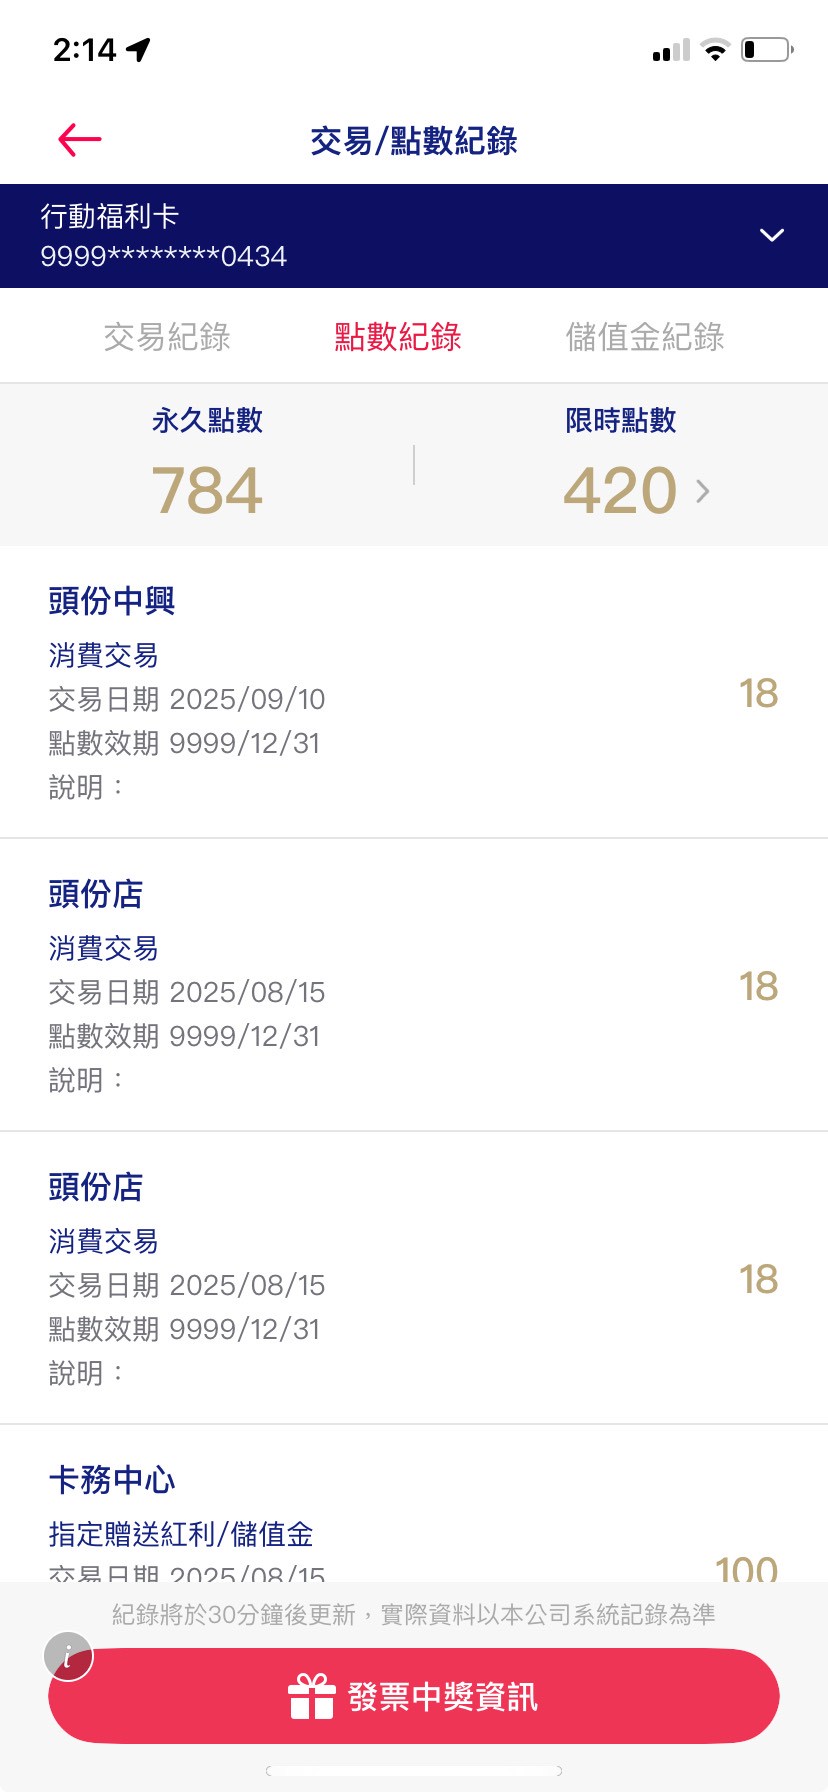 2:14
交易/點數紀錄
行動福利卡
9999********0434
交易紀錄 點數紀錄 儲值金紀錄
永久點數 限時點數
784 420
頭份中興
消費交易
交易日期 2025/09/10
18
點數效期 9999/12/31
說明：
頭份店
消費交易
交易日期 2025/08/15
18
點數效期 9999/12/31
說明：
頭份店
消費交易
交易日期 2025/08/15
18
點數效期 9999/12/31
說明：
卡務中心
指定贈送紅利/儲值金
交易日期 2025/08/15
100
紀錄將於30分鐘後更新，實際資料以本公司系統記錄為準
i
發票中獎資訊